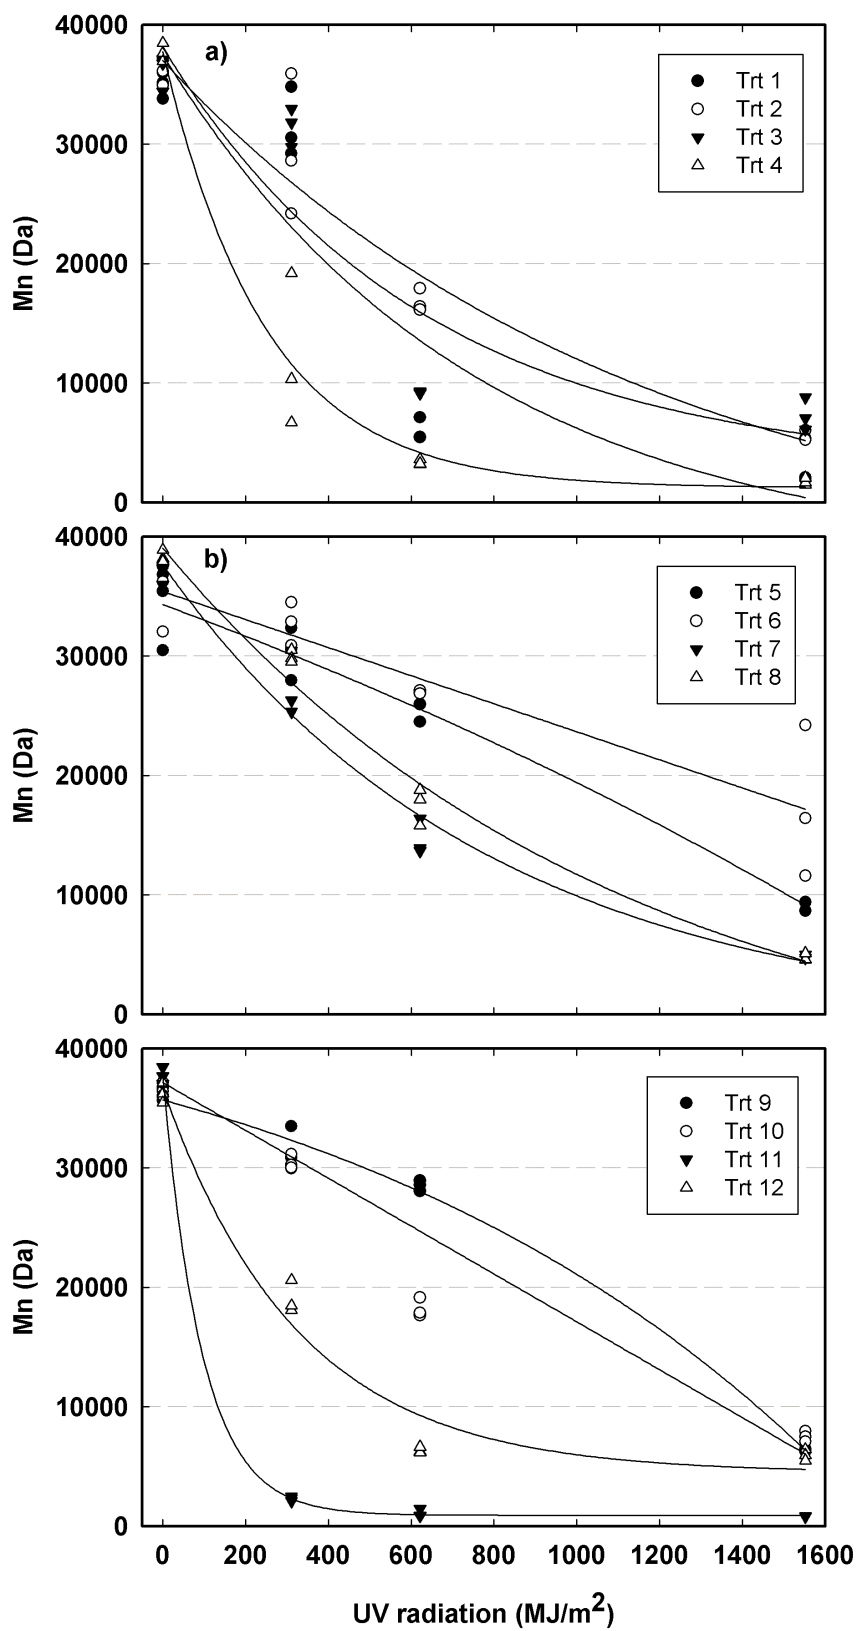 40000
a)
30000
20000
10000
0
Mn (Da)
Trt 1
Trt 2
Trt 3
Trt 4
40000
b)
30000
20000
10000
0
Mn (Da)
Trt 5
Trt 6
Trt 7
Trt 8
40000
30000
20000
10000
0
Mn (Da)
Trt 9
Trt 10
Trt 11
Trt 12
0 200 400 600 800 1000 1200 1400 1600
UV radiation (MJ/m²)